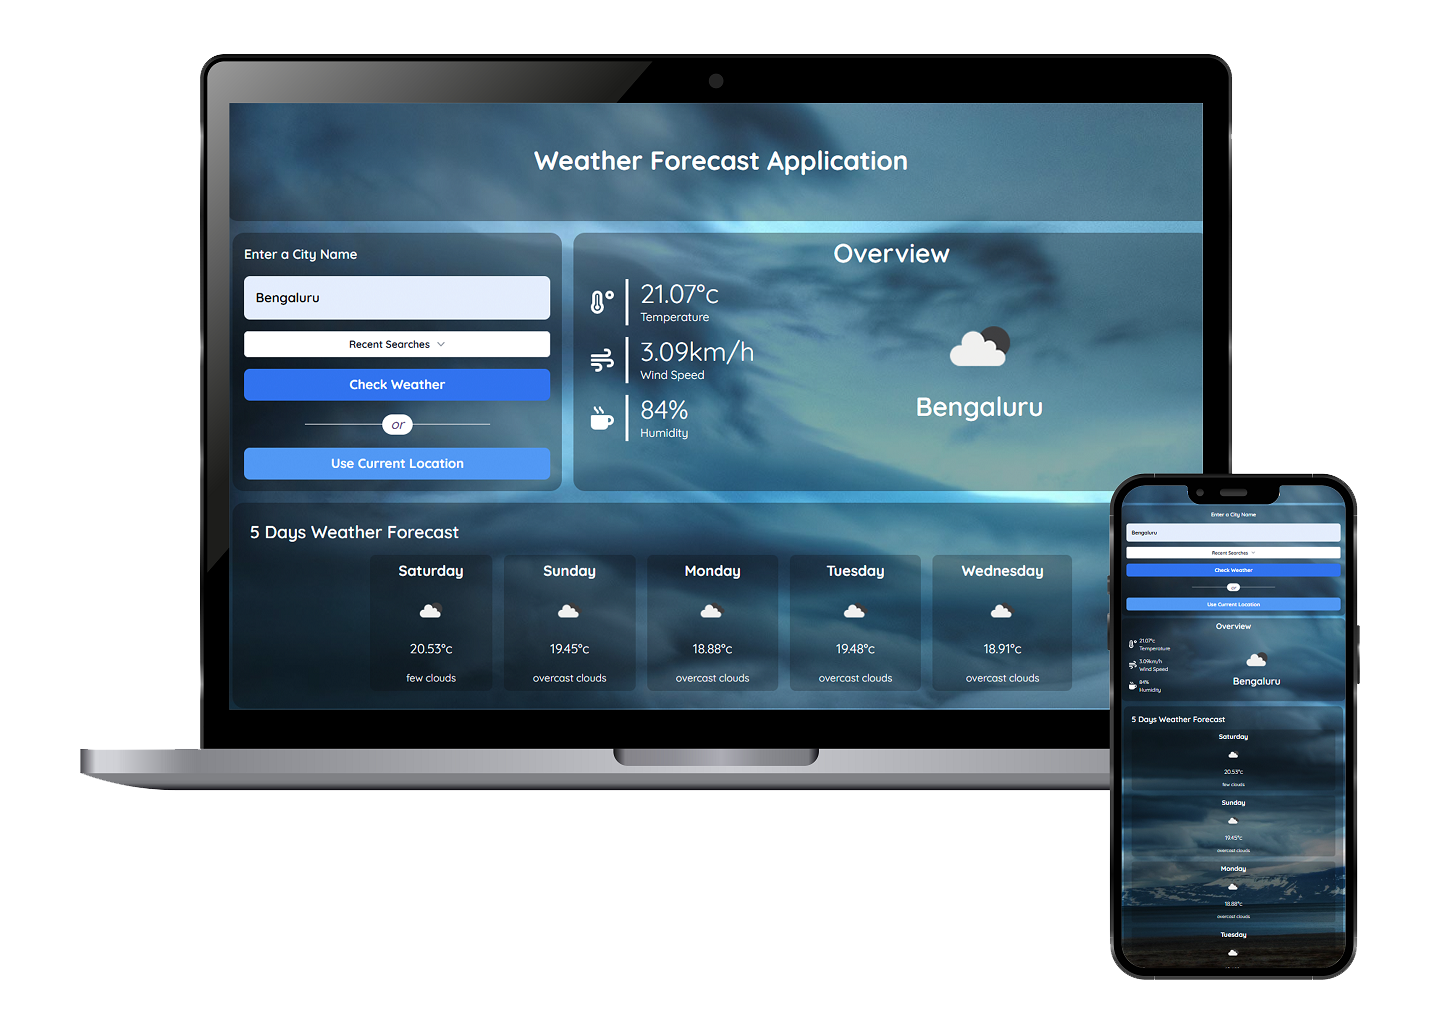 Weather Forecast Application
Enter a City Name
Bengaluru
Recent Searches
Check Weather
or
Use Current Location
Overview
21.07°c
Temperature
3.09km/h
Wind Speed
84%
Humidity
Bengaluru
5 Days Weather Forecast
Saturday
20.53°c
few clouds
Sunday
19.45°c
overcast clouds
Monday
18.88°c
overcast clouds
Tuesday
19.48°c
overcast clouds
Wednesday
18.91°c
overcast clouds
Enter a City Name
Bengaluru
Recent Searches
Check Weather
or
Use Current Location
Overview
21.07°c
Temperature
3.09km/h
Wind Speed
84%
Humidity
Bengaluru
5 Days Weather Forecast
Saturday
20.53°c
few clouds
Sunday
19.45°c
overcast clouds
Monday
18.88°c
overcast clouds
Tuesday